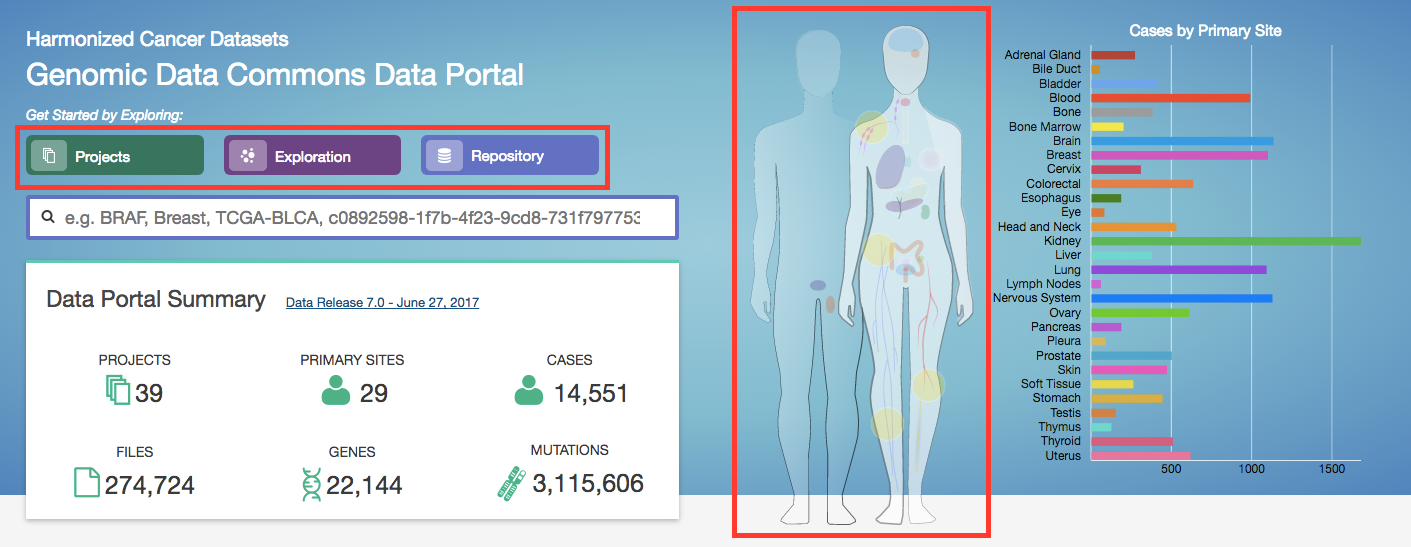 Harmonized Cancer Datasets
Genomic Data Commons Data Portal
Get Started by Exploring:
Projects
Exploration
Repository
e.g. BRAF, Breast, TCGA-BLCA, c0892598-1f7b-4f23-9cd8-731f797753
Data Portal Summary
Data Release 7.0 - June 27, 2017
PROJECTS
39
PRIMARY SITES
29
CASES
14,551
FILES
274,724
GENES
22,144
MUTATIONS
3,115,606
Cases by Primary Site
Adrenal Gland
Bile Duct
Bladder
Blood
Bone
Bone Marrow
Brain
Breast
Cervix
Colorectal
Esophagus
Eye
Head and Neck
Kidney
Liver
Lung
Lymph Nodes
Nervous System
Ovary
Pancreas
Pleura
Prostate
Skin
Soft Tissue
Stomach
Testis
Thymus
Thyroid
Uterus
500
1000
1500